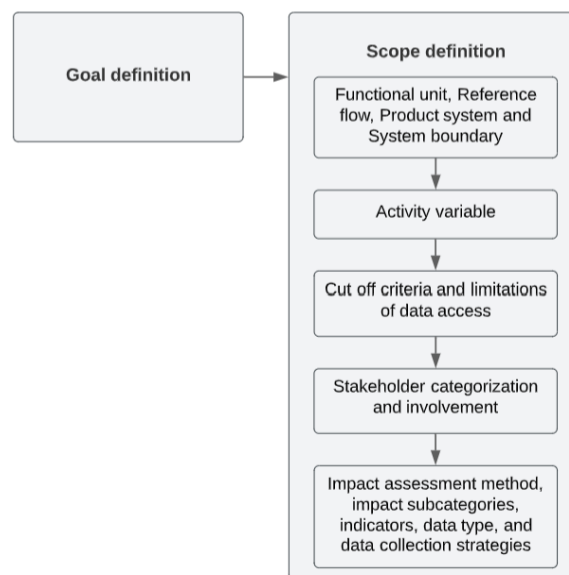 Goal definition
Scope definition
Functional unit, Reference
flow, Product system and
System boundary
Activity variable
Cut off criteria and limitations
of data access
Stakeholder categorization
and involvement
Impact assessment method,
impact subcategories,
indicators, data type, and
data collection strategies